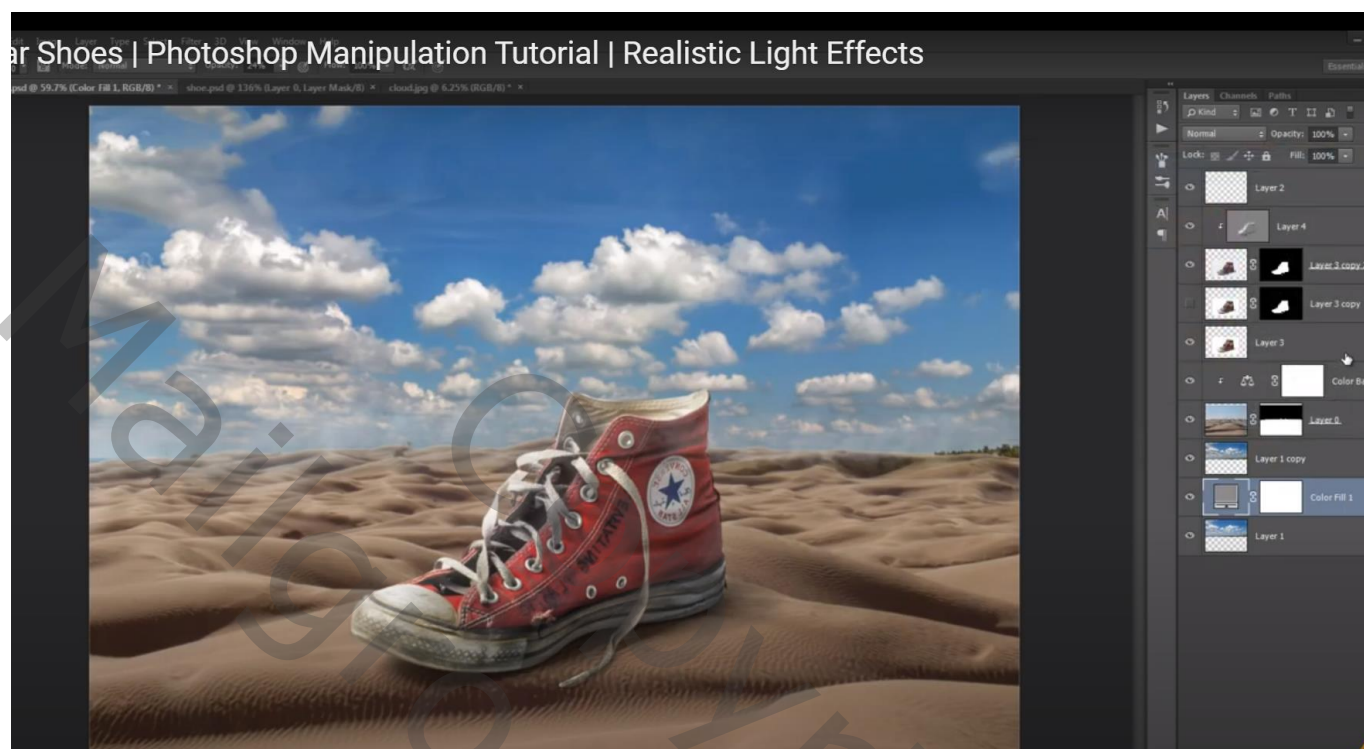 ar Shoes | Photoshop Manipulation Tutorial | Realistic Light Effects
Essential
psd @ 59.7% (Color Fill 1, RGB/8) * × shoe.psd @ 136% (Layer 0, Layer Mask/8) × cloud.jpg @ 6.25% (RGB/8) * ×
Layers Channels Paths
Kind
Normal Opacity: 100%
Lock: Fill: 100%
Layer 2
Layer 4
Layer 3 copy
Layer 3 copy
Layer 3
Color Ba
Layer 0
Layer 1 copy
Color Fill 1
Layer 1